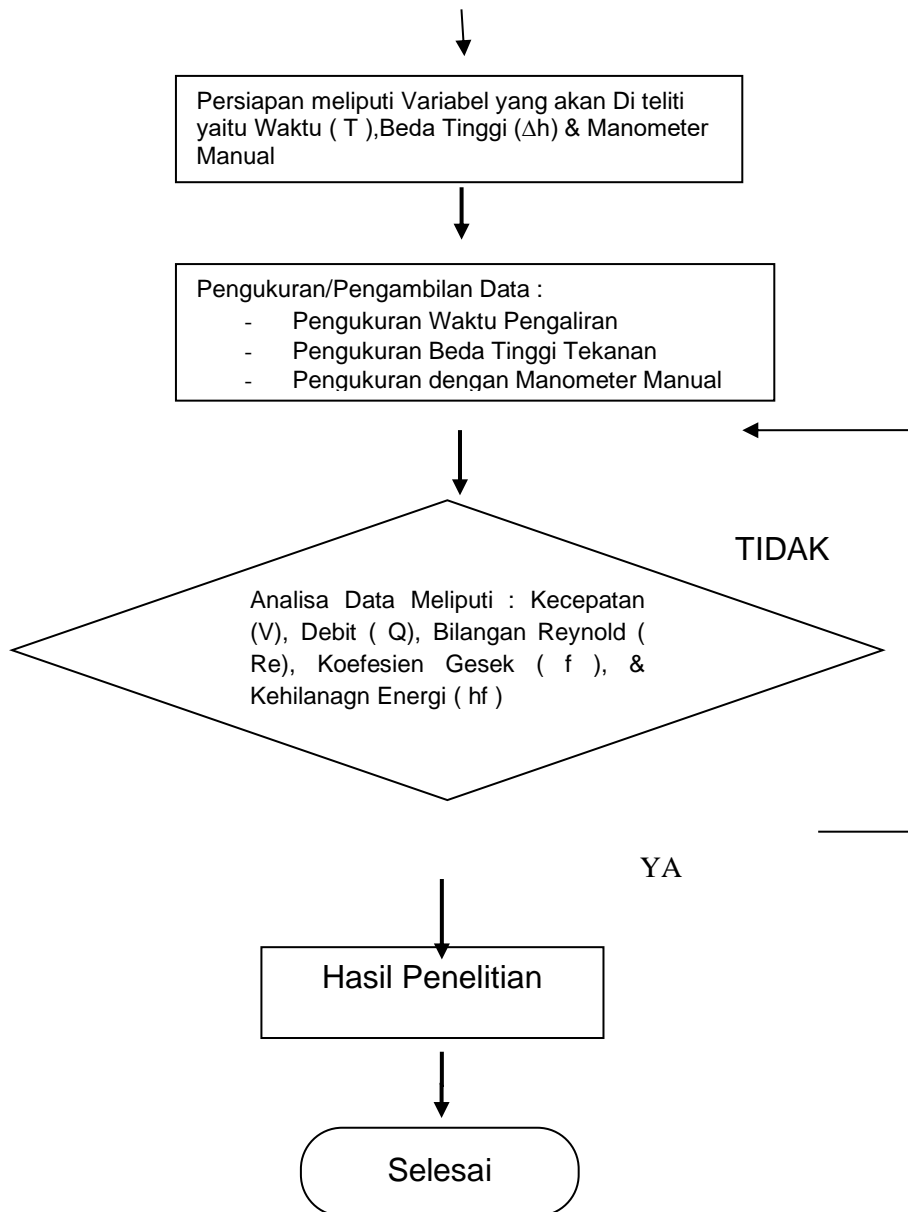 Persiapan meliputi Variabel yang akan Di teliti
yaitu Waktu ( T ),Beda Tinggi (∆h) & Manometer
Manual
Pengukuran/Pengambilan Data :
- Pengukuran Waktu Pengaliran
- Pengukuran Beda Tinggi Tekanan
- Pengukuran dengan Manometer Manual
TIDAK
Analisa Data Meliputi : Kecepatan
(V), Debit ( Q), Bilangan Reynold (
Re), Koefesien Gesek ( f ), &
Kehilanagn Energi ( hf )
YA
Hasil Penelitian
Selesai